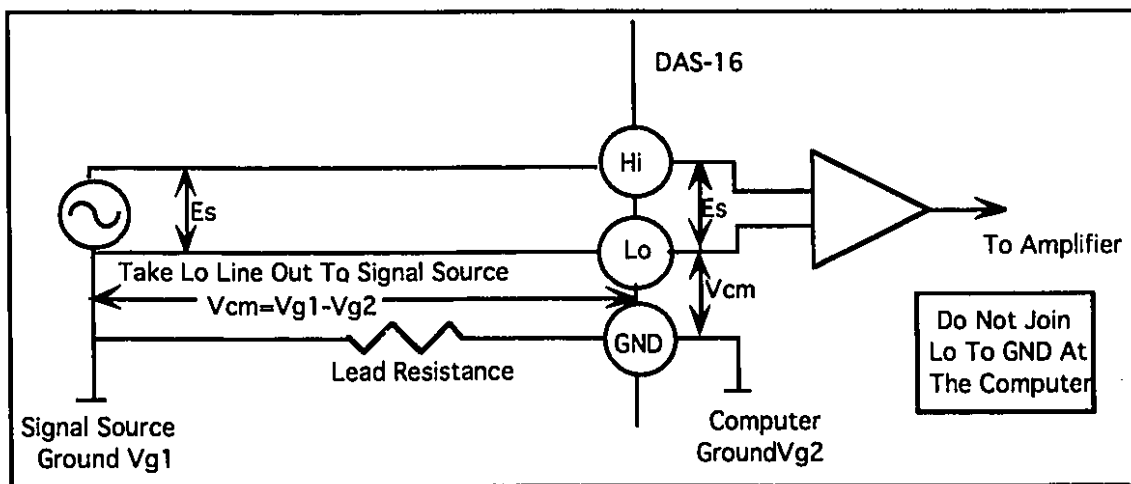 DAS-16
Hi
Es
Es
Lo
To Amplifier
Take Lo Line Out To Signal Source
Vcm=Vg1-Vg2
Vcm
GND
Lead Resistance
Do Not Join
Lo To GND At
The Computer
Signal Source
Ground Vg1
Computer
GroundVg2